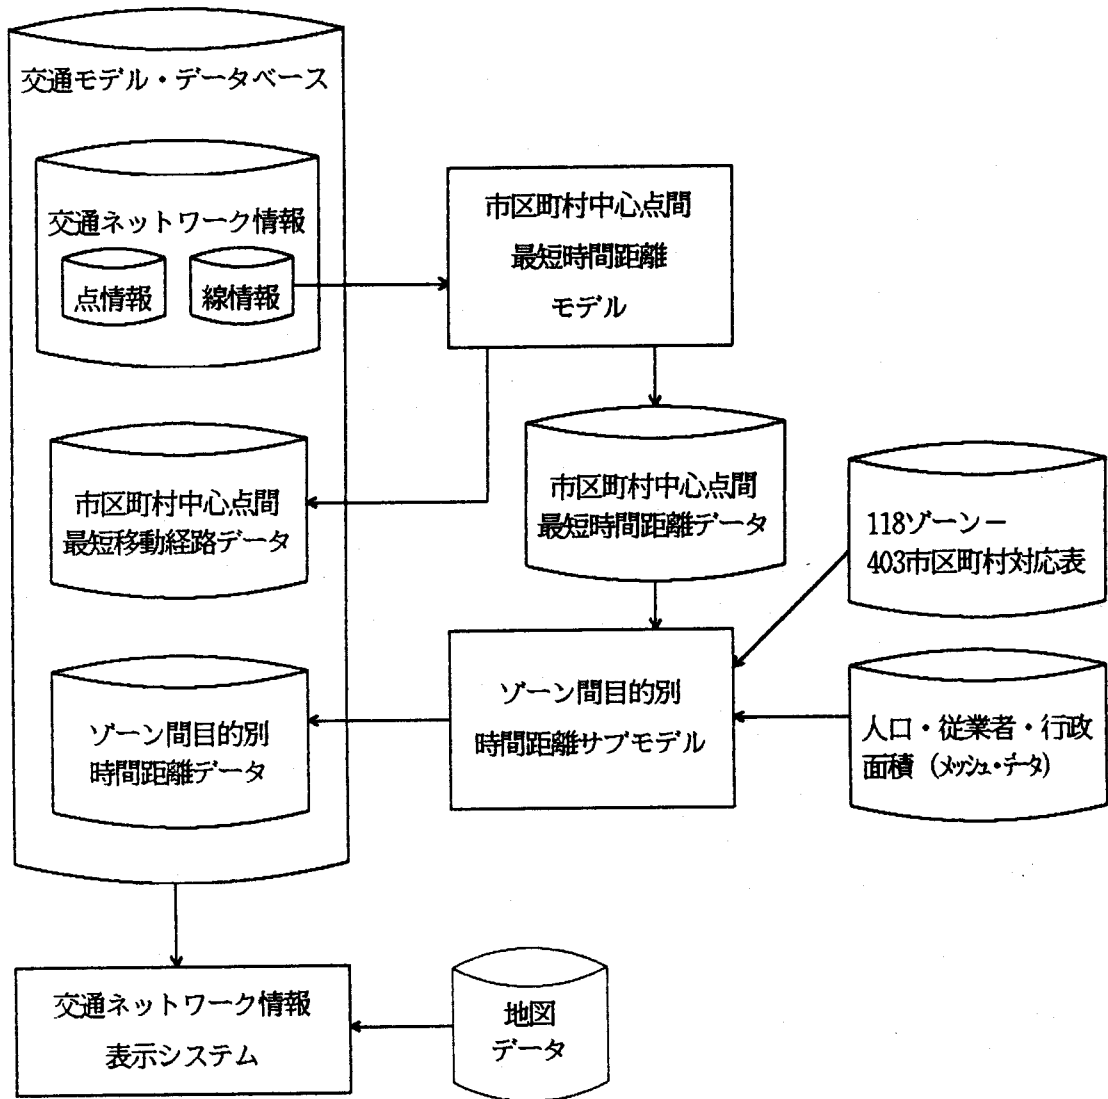 交通モデル・データベース
交通ネットワーク情報
点情報
線情報
市区町村中心点間
最短時間距離
モデル
市区町村中心点間
最短移動経路データ
市区町村中心点間
最短時間距離データ
118ゾーン－
403市区町村対応表
ゾーン間目的別
時間距離データ
ゾーン間目的別
時間距離サブモデル
人口・従業者・行政
面積（メッシュ・データ）
交通ネットワーク情報
表示システム
地図
データ